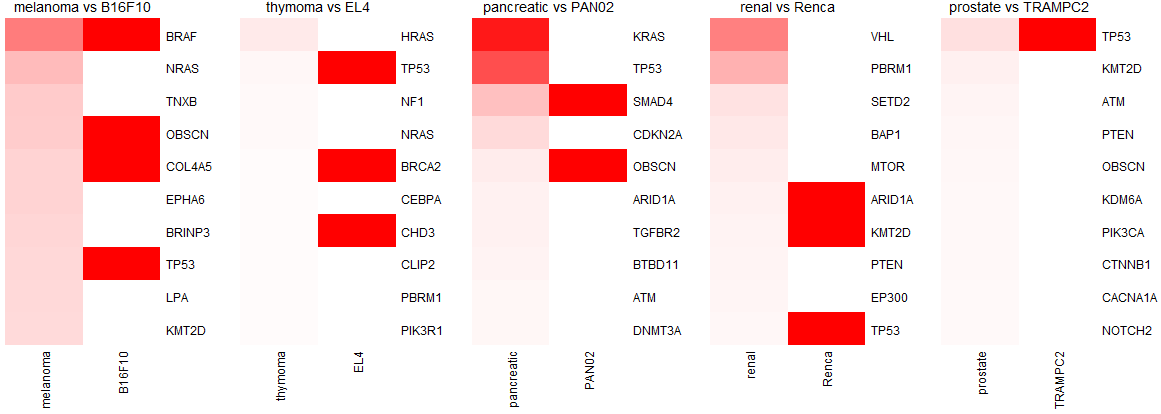 melanoma vs B16F10
BRAF
NRAS
TNXB
OBSCN
COL4A5
EPHA6
BRINP3
TP53
LPA
KMT2D
melanoma
B16F10
thymoma vs EL4
HRAS
TP53
NF1
NRAS
BRCA2
CEBPA
CHD3
CLIP2
PBRM1
PIK3R1
thymoma
EL4
pancreatic vs PAN02
KRAS
TP53
SMAD4
CDKN2A
OBSCN
ARID1A
TGFBR2
BTBD11
ATM
DNMT3A
pancreatic
PAN02
renal vs Renca
VHL
PBRM1
SETD2
BAP1
MTOR
ARID1A
KMT2D
PTEN
EP300
TP53
renal
Renca
prostate vs TRAMPC2
TP53
KMT2D
ATM
PTEN
OBSCN
KDM6A
PIK3CA
CTNNB1
CACNA1A
NOTCH2
prostate
TRAMPC2